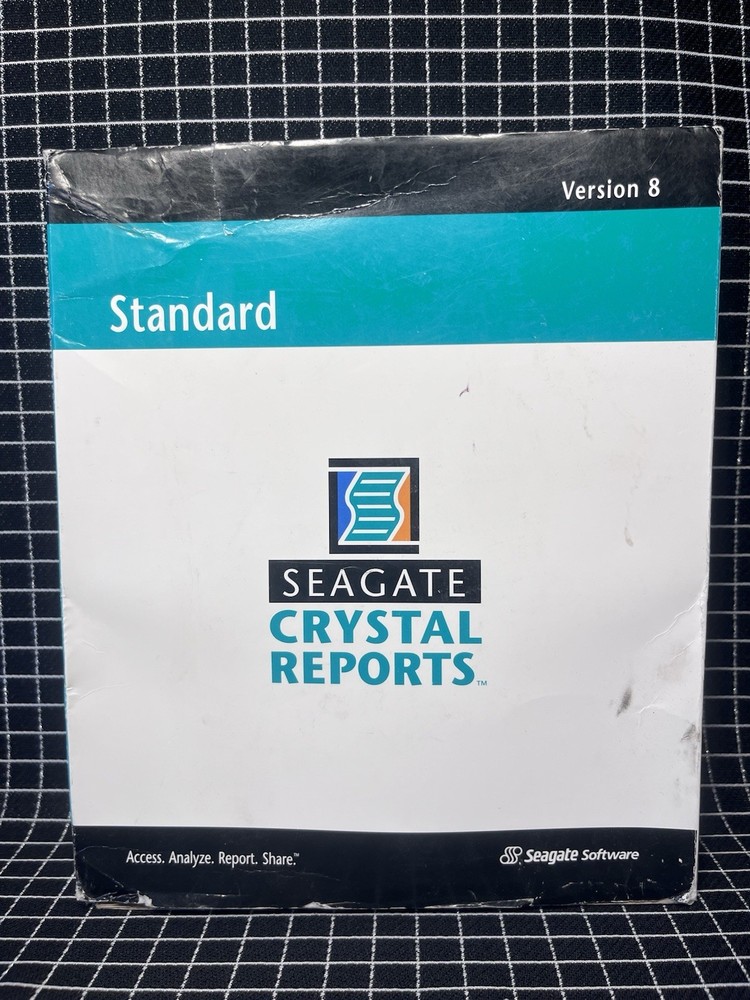 Version 8
Standard
SEAGATE
CRYSTAL
REPORTS™
Access. Analyze. Report. Share.™
Seagate Software